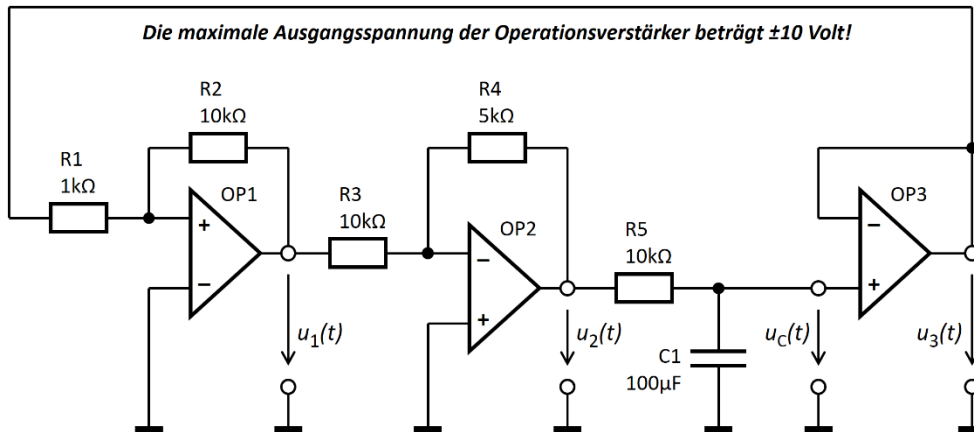 Die maximale Ausgangsspannung der Operationsverstärker beträgt ±10 Volt!
R2
10kΩ
R4
5kΩ
R1
1kΩ
OP1
+
−
R3
10kΩ
OP2
−
+
R5
10kΩ
OP3
−
+
u1(t)
u2(t)
C1
100µF
uC(t)
u3(t)